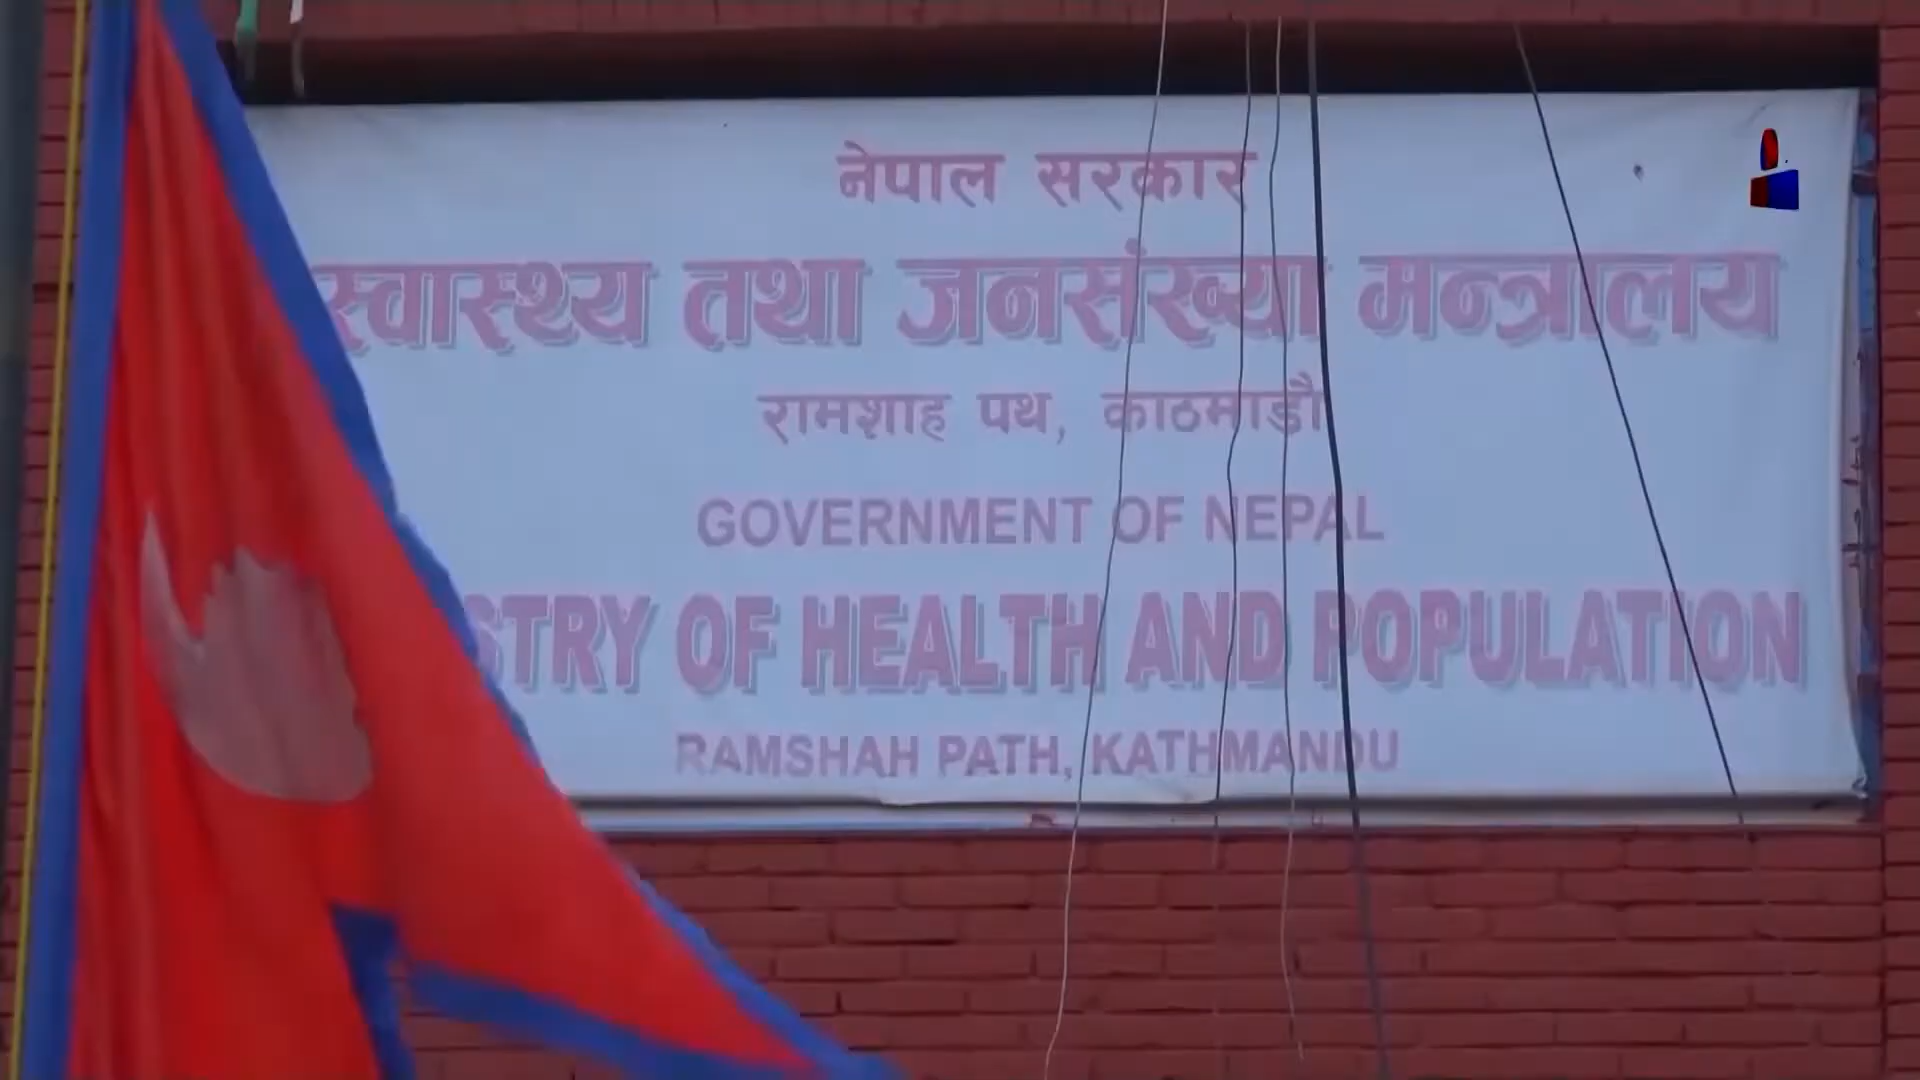 नेपाल सरकार
स्वास्थ्य तथा जनसंख्या मन्त्रालय
रामशाह पथ, काठमाडौं
GOVERNMENT OF NEPAL
STRY OF HEALTH AND POPULATION
RAMSHAH PATH, KATHMANDU